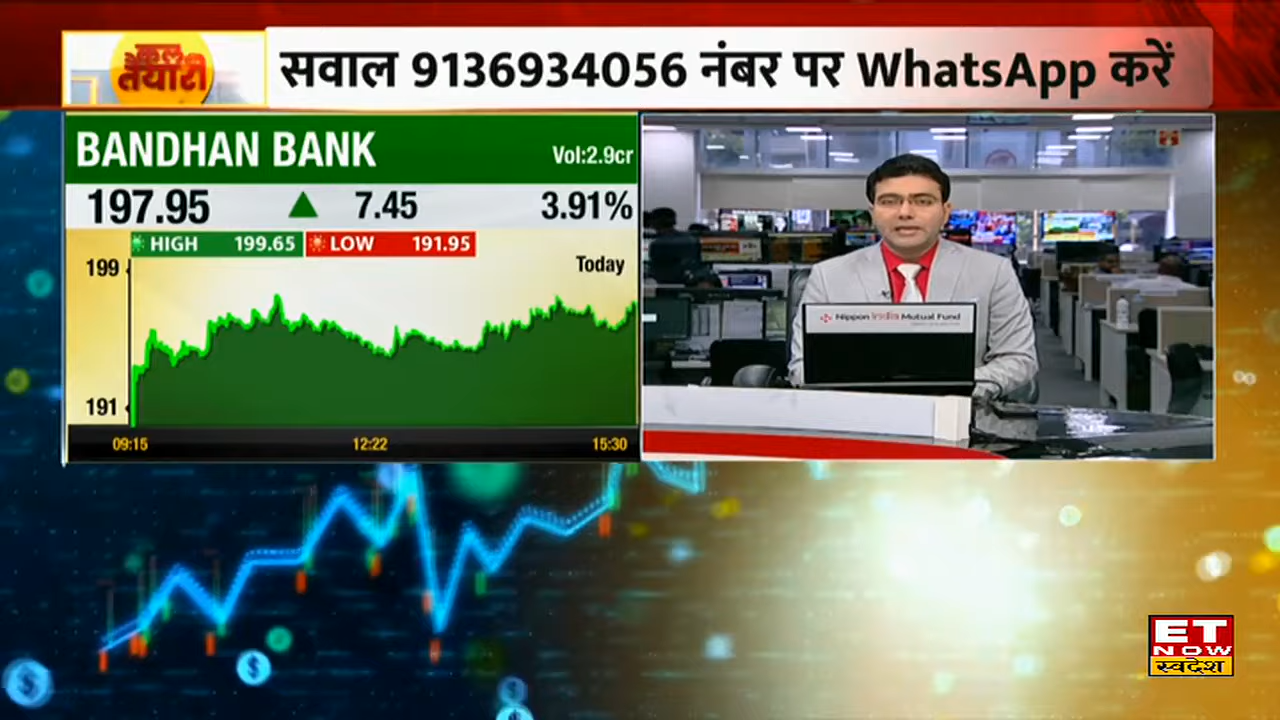 कल की
तैयारी
सवाल 9136934056 नंबर पर WhatsApp करें
BANDHAN BANK
Vol:2.9cr
197.95 ▲ 7.45 3.91%
HIGH 199.65 LOW 191.95
Today
199
191
09:15 12:22 15:30
Nippon India Mutual Fund
ET
NOW
स्वदेश